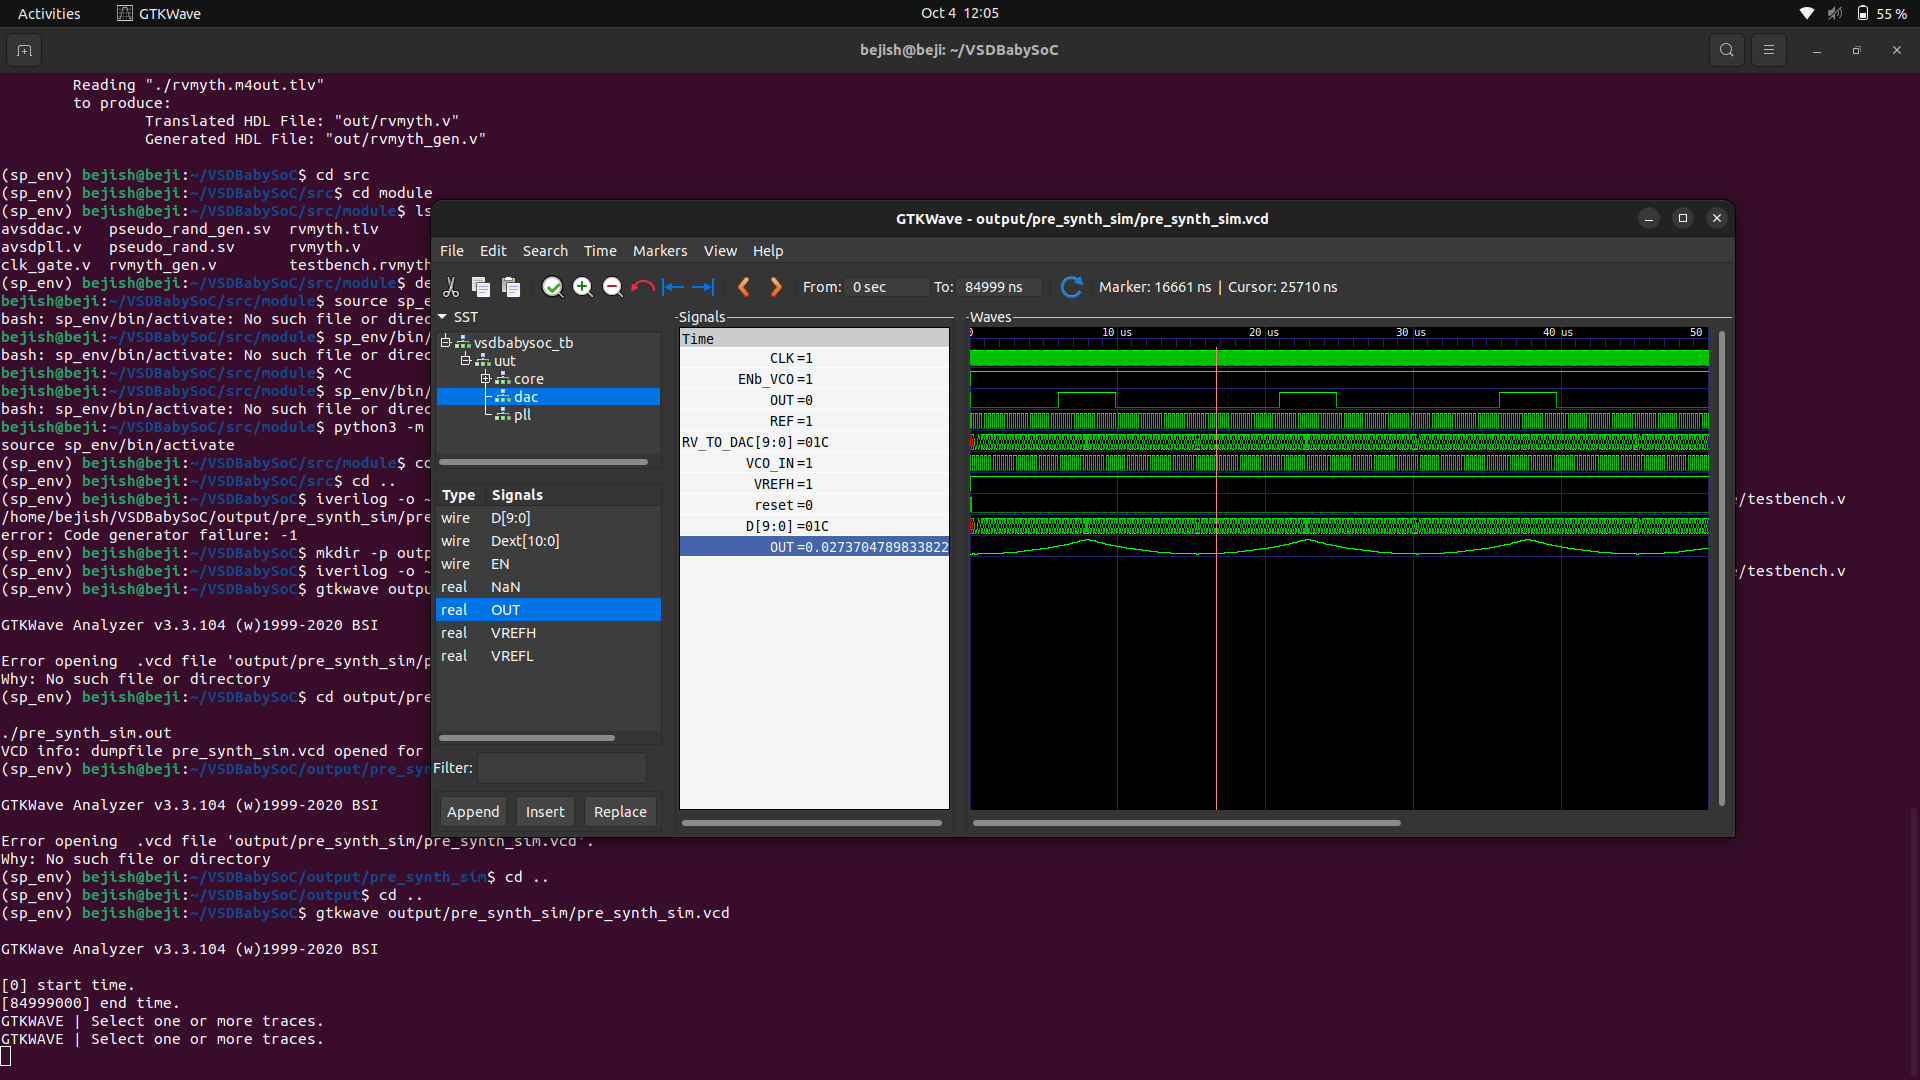 Activities
GTKWave
Oct 4 12:05
55 %
bejish@beji: ~/VSDBabySoC
Reading "./rvmyth.m4out.tlv"
to produce:
Translated HDL File: "out/rvmyth.v"
Generated HDL File: "out/rvmyth_gen.v"
(sp_env) bejish@beji:~/VSDBabySoC$ cd src
(sp_env) bejish@beji:~/VSDBabySoC/src$ cd module
(sp_env) bejish@beji:~/VSDBabySoC/src/module$ ls
avsddac.v pseudo_rand_gen.sv rvmyth.tlv
avsdpll.v pseudo_rand.sv rvmyth.v
clk_gate.v rvmyth_gen.v testbench.rvmyth
(sp_env) bejish@beji:~/VSDBabySoC/src/module$ de
bejish@beji:~/VSDBabySoC/src/module$ source sp_e
bash: sp_env/bin/activate: No such file or direc
bejish@beji:~/VSDBabySoC/src/module$ sp_env/bin/
bash: sp_env/bin/activate: No such file or direc
bejish@beji:~/VSDBabySoC/src/module$ ^C
bejish@beji:~/VSDBabySoC/src/module$ sp_env/bin/
bash: sp_env/bin/activate: No such file or direc
bejish@beji:~/VSDBabySoC/src/module$ python3 -m
source sp_env/bin/activate
(sp_env) bejish@beji:~/VSDBabySoC/src/module$ cd
(sp_env) bejish@beji:~/VSDBabySoC/src$ cd ..
(sp_env) bejish@beji:~/VSDBabySoC$ iverilog -o ~ /testbench.v
/home/bejish/VSDBabySoC/output/pre_synth_sim/pre
error: Code generator failure: -1
(sp_env) bejish@beji:~/VSDBabySoC$ mkdir -p outp
(sp_env) bejish@beji:~/VSDBabySoC$ iverilog -o ~ /testbench.v
(sp_env) bejish@beji:~/VSDBabySoC$ gtkwave outpu
GTKWave Analyzer v3.3.104 (w)1999-2020 BSI
Error opening .vcd file 'output/pre_synth_sim/p
Why: No such file or directory
(sp_env) bejish@beji:~/VSDBabySoC$ cd output/pre
./pre_synth_sim.out
VCD info: dumpfile pre_synth_sim.vcd opened for
(sp_env) bejish@beji:~/VSDBabySoC/output/pre_syn
GTKWave Analyzer v3.3.104 (w)1999-2020 BSI
Error opening .vcd file 'output/pre_synth_sim/pre_synth_sim.vcd'.
Why: No such file or directory
(sp_env) bejish@beji:~/VSDBabySoC/output/pre_synth_sim$ cd ..
(sp_env) bejish@beji:~/VSDBabySoC/output$ cd ..
(sp_env) bejish@beji:~/VSDBabySoC$ gtkwave output/pre_synth_sim/pre_synth_sim.vcd
GTKWave Analyzer v3.3.104 (w)1999-2020 BSI
[0] start time.
[84999000] end time.
GTKWAVE | Select one or more traces.
GTKWAVE | Select one or more traces.
GTKWave - output/pre_synth_sim/pre_synth_sim.vcd
File Edit Search Time Markers View Help
From: 0 sec To: 84999 ns Marker: 16661 ns | Cursor: 25710 ns
SST
vsdbabysoc_tb
uut
core
dac
pll
Type Signals
wire D[9:0]
wire Dext[10:0]
wire EN
real NaN
real OUT
real VREFH
real VREFL
Filter:
Append Insert Replace
Signals
Time
CLK=1
ENb_VCO=1
OUT=0
REF=1
RV_TO_DAC[9:0]=01C
VCO_IN=1
VREFH=1
reset=0
D[9:0]=01C
OUT=0.0273704789833822
Waves
0 10 us 20 us 30 us 40 us 50